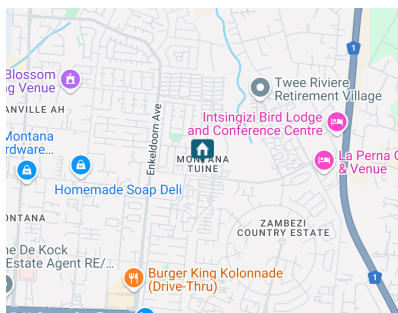 Blossom
ng Venue
ANVILLE AH
Montana
rdware...
Homemade Soap Deli
Enkeldoorn Ave
Twee Riviere
Retirement Village
Intsingizi Bird Lodge
and Conference Centre
La Perna C
& Venue
MONTANA
TUINE
ONTANA
ZAMBEZI
COUNTRY ESTATE
ne De Kock
Estate Agent RE/...
Burger King Kolonnade
(Drive-Thru)
1
1